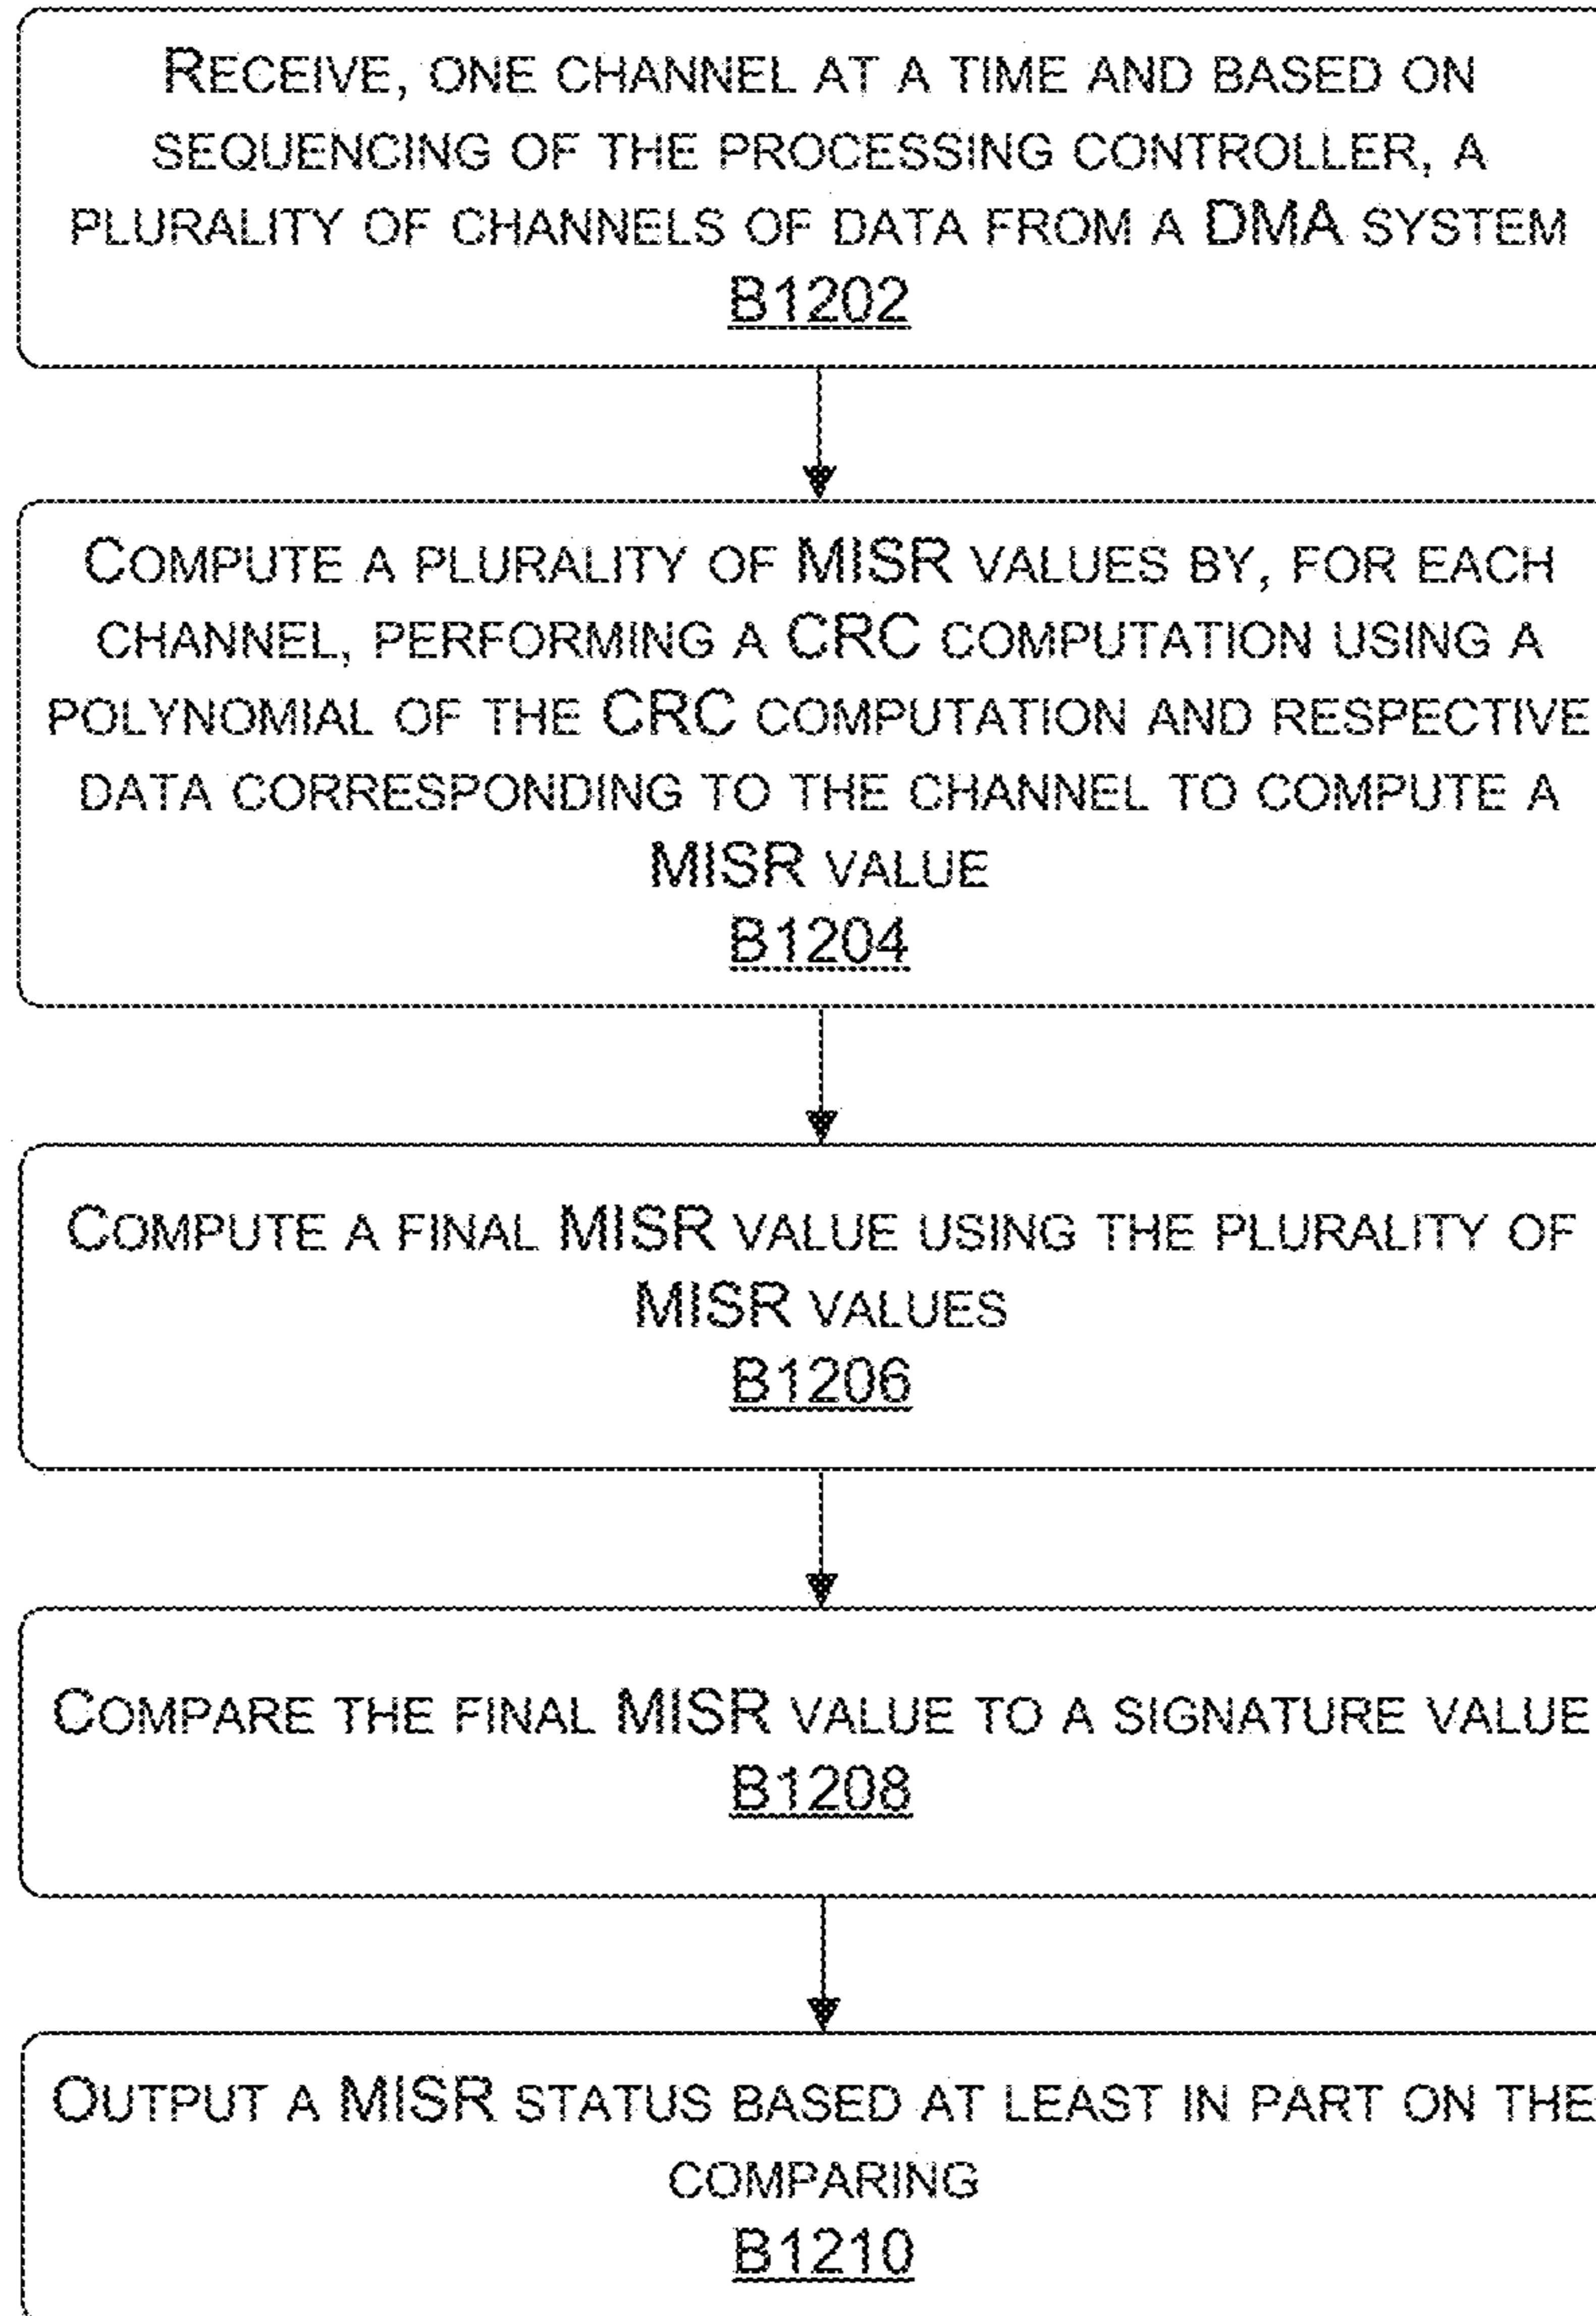 RECEIVE, ONE CHANNEL AT A TIME AND BASED ON
SEQUENCING OF THE PROCESSING CONTROLLER, A
PLURALITY OF CHANNELS OF DATA FROM A DMA SYSTEM
B1202
COMPUTE A PLURALITY OF MISR VALUES BY, FOR EACH
CHANNEL, PERFORMING A CRC COMPUTATION USING A
POLYNOMIAL OF THE CRC COMPUTATION AND RESPECTIVE
DATA CORRESPONDING TO THE CHANNEL TO COMPUTE A
MISR VALUE
B1204
COMPUTE A FINAL MISR VALUE USING THE PLURALITY OF
MISR VALUES
B1206
COMPARE THE FINAL MISR VALUE TO A SIGNATURE VALUE
B1208
OUTPUT A MISR STATUS BASED AT LEAST IN PART ON THE
COMPARING
B1210